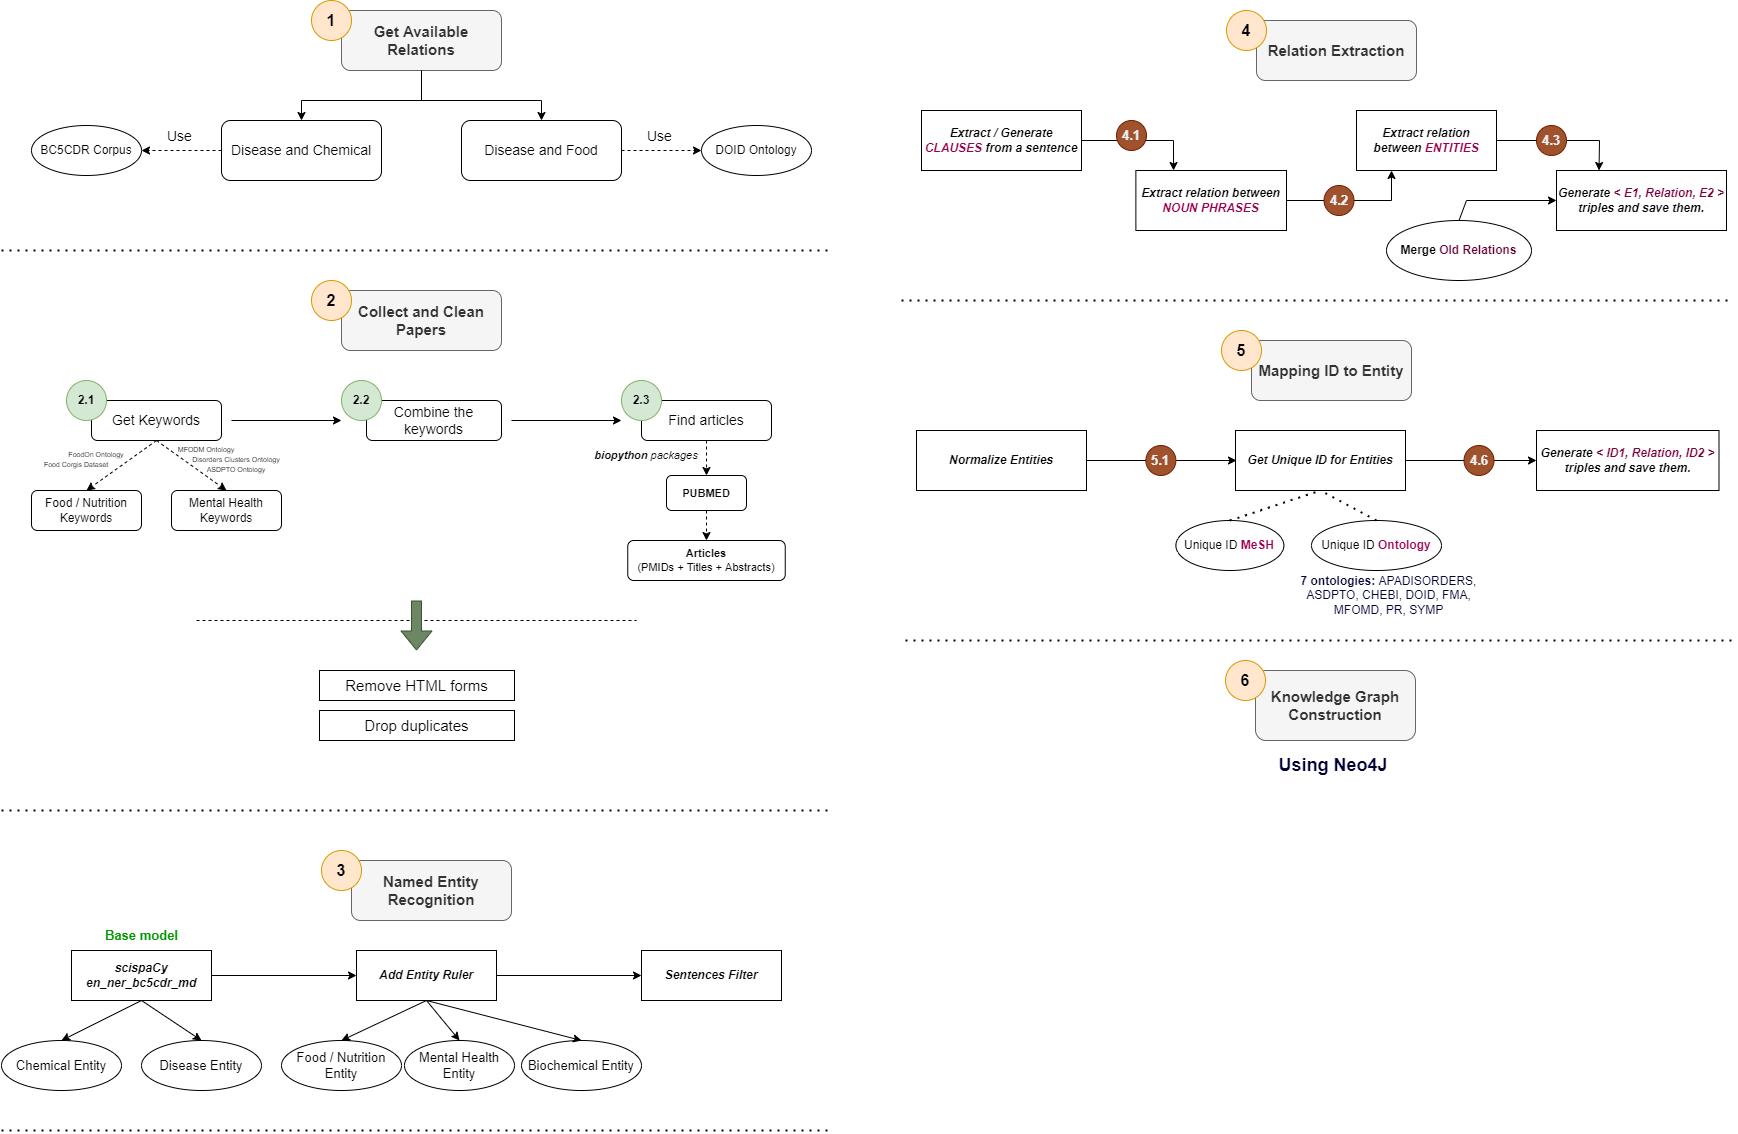 1
Get Available
Relations
BC5CDR Corpus
Use
Disease and Chemical
Disease and Food
Use
DOID Ontology
2
Collect and Clean
Papers
2.1
Get Keywords
2.2
Combine the
keywords
2.3
Find articles
FoodOn Ontology
Food Corgis Dataset
MFODM Ontology
Disorders Clusters Ontology
ASDPTO Ontology
Food / Nutrition
Keywords
Mental Health
Keywords
biopython packages
PUBMED
Articles
(PMIDs + Titles + Abstracts)
Remove HTML forms
Drop duplicates
3
Named Entity
Recognition
Base model
scispaCy
en_ner_bc5cdr_md
Add Entity Ruler
Sentences Filter
Chemical Entity
Disease Entity
Food / Nutrition
Entity
Mental Health
Entity
Biochemical Entity
4
Relation Extraction
Extract / Generate
CLAUSES from a sentence
4.1
Extract relation between
NOUN PHRASES
4.2
Extract relation
between ENTITIES
4.3
Generate < E1, Relation, E2 >
triples and save them.
Merge Old Relations
5
Mapping ID to Entity
Normalize Entities
5.1
Get Unique ID for Entities
4.6
Generate < ID1, Relation, ID2 >
triples and save them.
Unique ID MeSH
Unique ID Ontology
7 ontologies: APADISORDERS,
ASDPTO, CHEBI, DOID, FMA,
MFOMD, PR, SYMP
6
Knowledge Graph
Construction
Using Neo4J